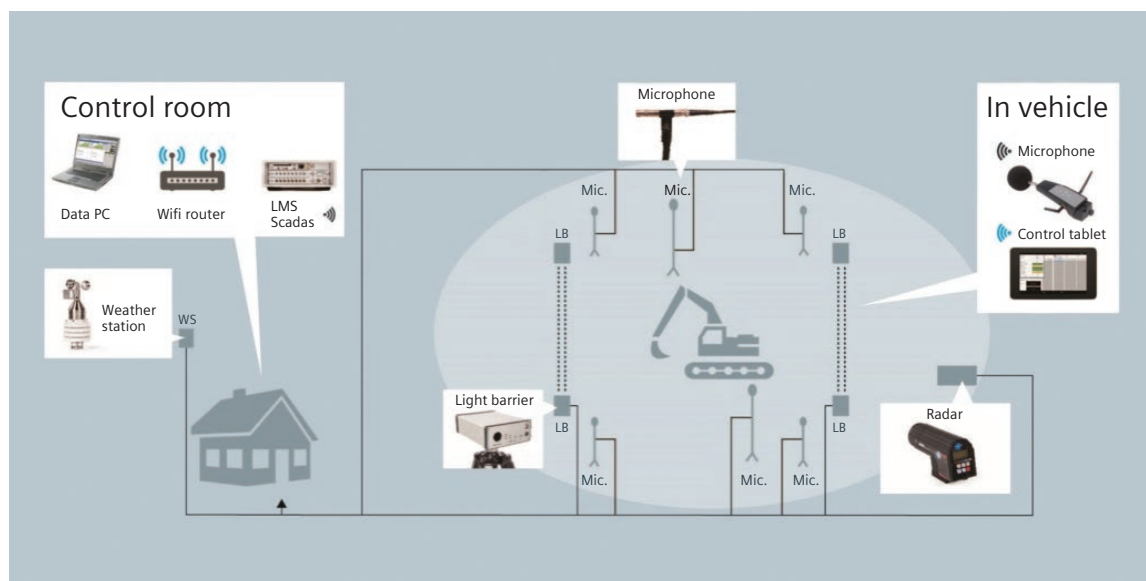 Control room
Data PC
Wifi router
LMS
Scadas
Microphone
In vehicle
Microphone
Control tablet
Mic.
Mic.
Mic.
LB
LB
Weather
station
WS
Light barrier
LB
LB
Radar
Mic.
Mic.
Mic.